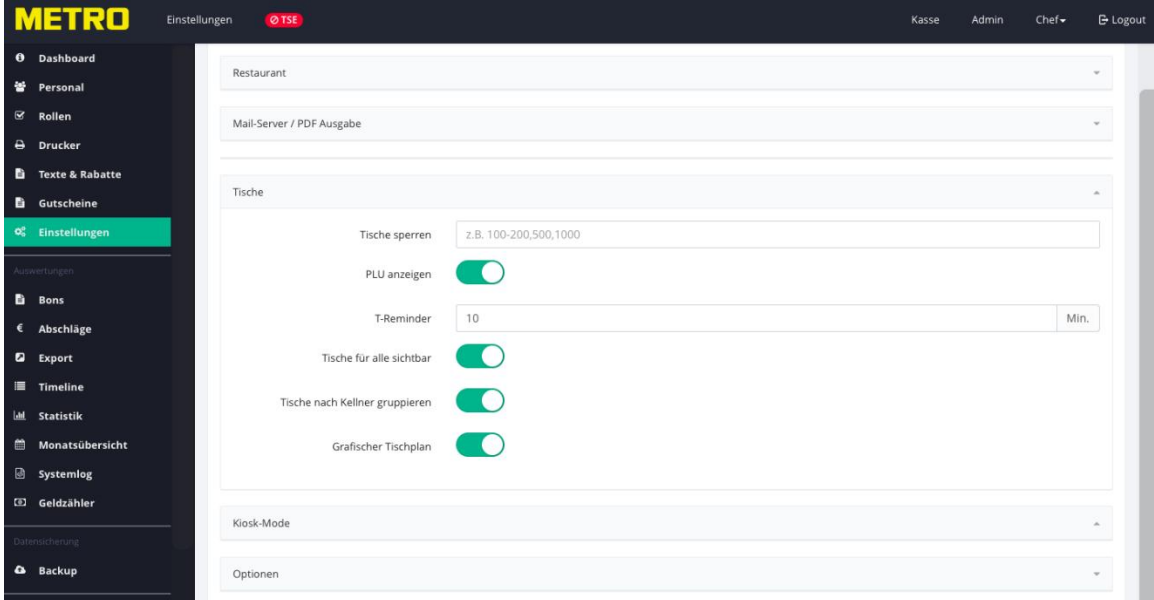 METRO Einstellungen TSE Kasse Admin Chef Logout
Dashboard
Personal
Rollen
Drucker
Texte & Rabatte
Gutscheine
Einstellungen
Auswertungen
Bons
€ Abschläge
Export
Timeline
Statistik
Monatsübersicht
Systemlog
Geldzähler
Datensicherung
Backup
Restaurant
Mail-Server / PDF Ausgabe
Tische
Tische sperren z.B. 100-200,500,1000
PLU anzeigen
T-Reminder 10 Min.
Tische für alle sichtbar
Tische nach Kellner gruppieren
Grafischer Tischplan
Kiosk-Mode
Optionen